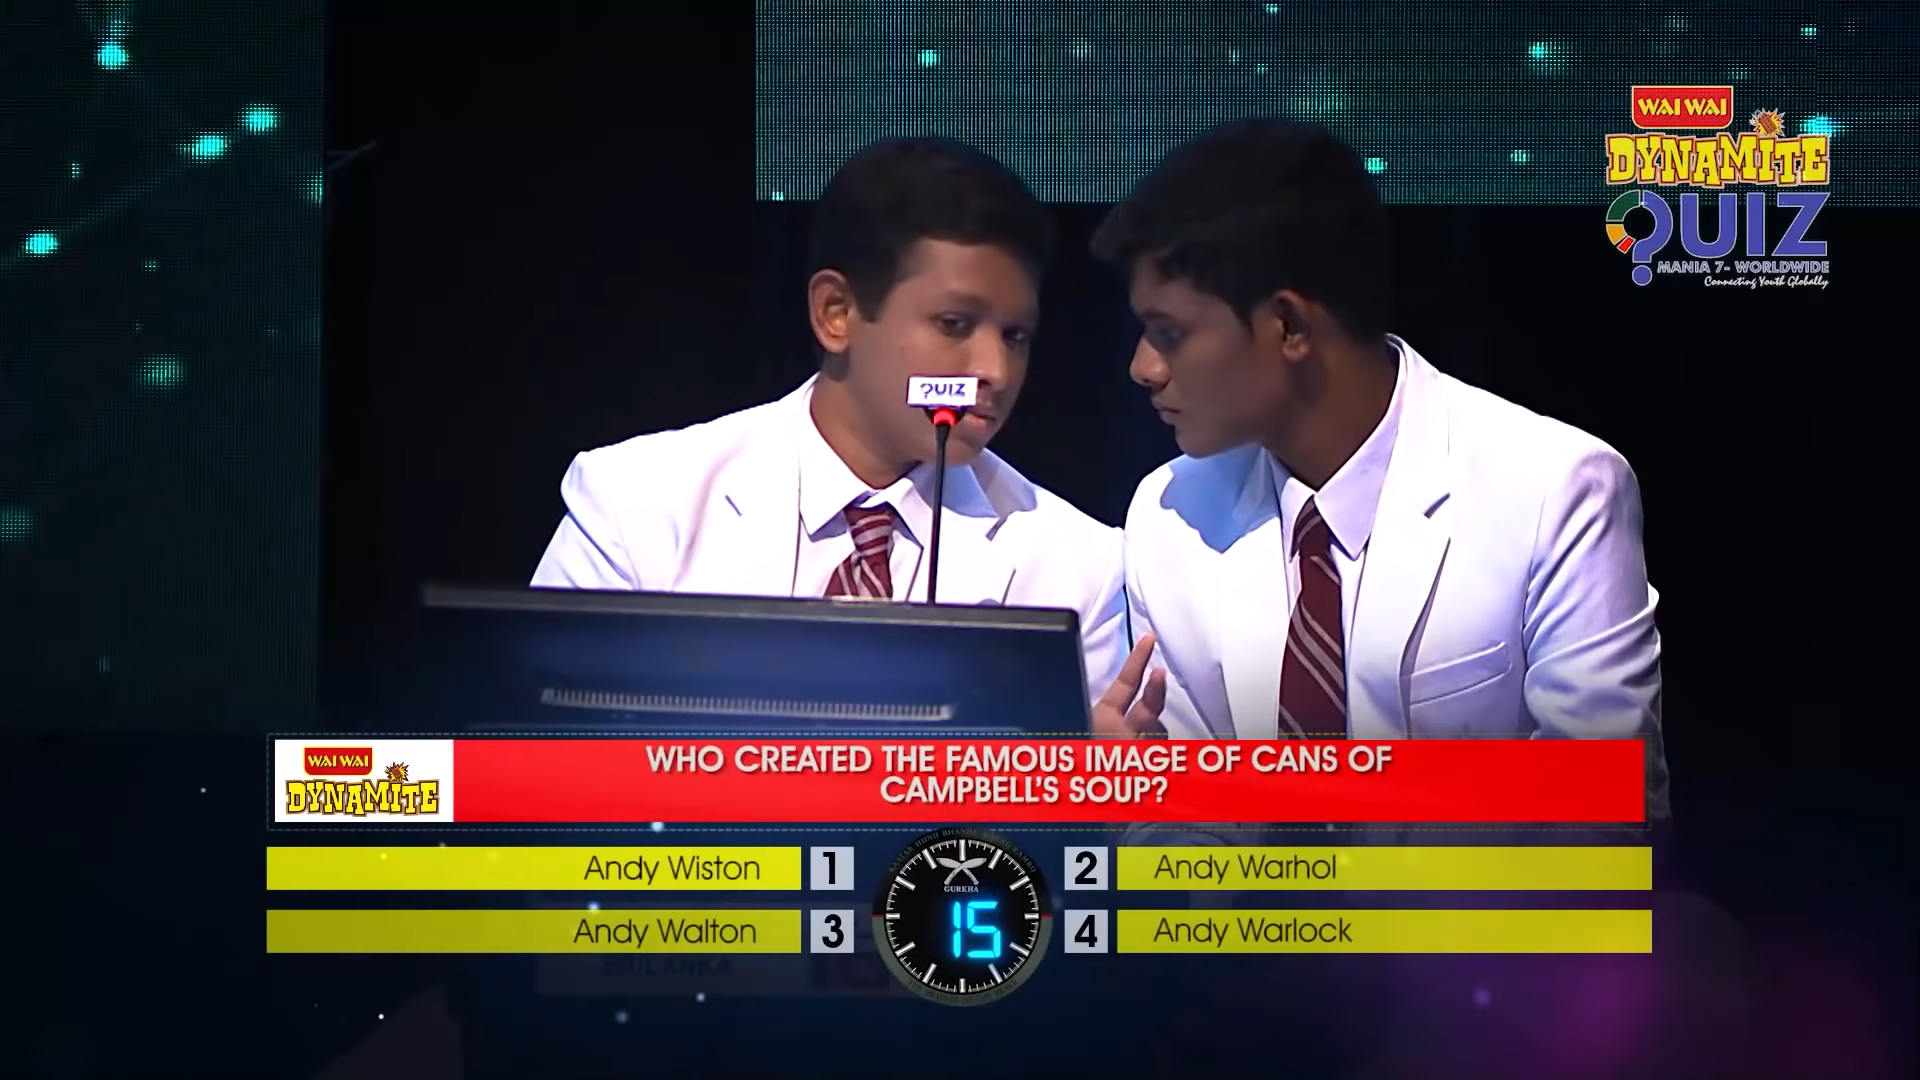 WAI WAI
DYNAMITE
QUIZ
MANIA 7- WORLDWIDE
Connecting Youth Globally
QUIZ
WAI WAI
DYNAMITE
WHO CREATED THE FAMOUS IMAGE OF CANS OF
CAMPBELL'S SOUP?
Andy Wiston 1
2 Andy Warhol
GURKHA
15
Andy Walton 3
4 Andy Warlock
SRILANKA